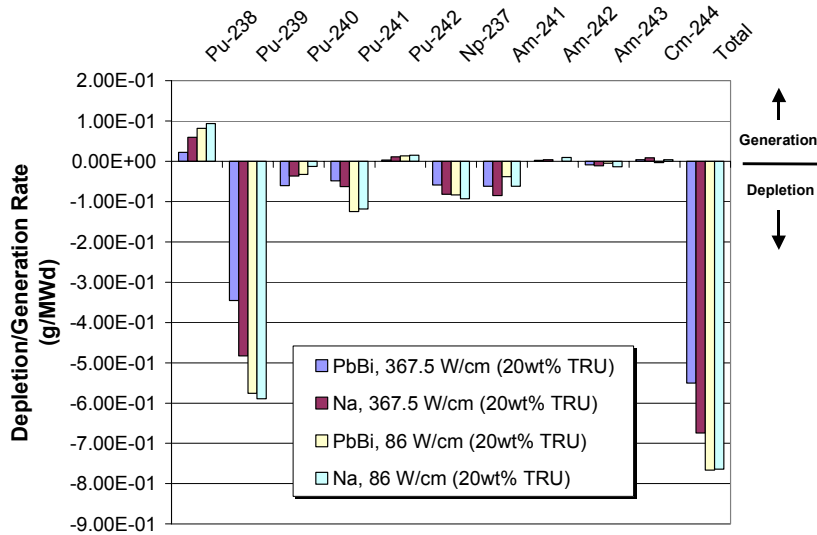 Pu-238
Pu-239
Pu-240
Pu-241
Pu-242
Np-237
Am-241
Am-242
Am-243
Cm-244
Total
2.00E-01
1.00E-01
0.00E+00
-1.00E-01
-2.00E-01
-3.00E-01
-4.00E-01
-5.00E-01
-6.00E-01
-7.00E-01
-8.00E-01
-9.00E-01
Depletion/Generation Rate
(g/MWd)
Generation
Depletion
PbBi, 367.5 W/cm (20wt% TRU)
Na, 367.5 W/cm (20wt% TRU)
PbBi, 86 W/cm (20wt% TRU)
Na, 86 W/cm (20wt% TRU)